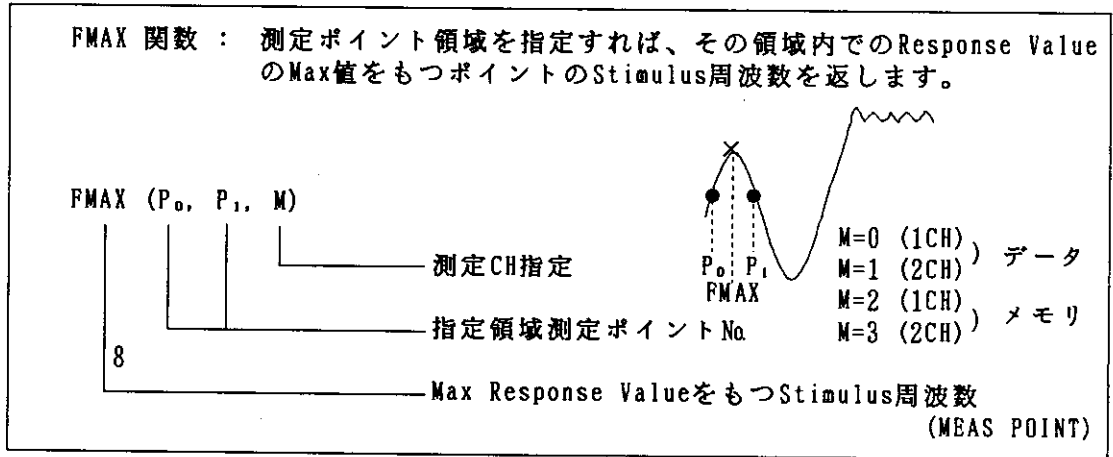 FMAX 関数 : 測定ポイント領域を指定すれば、その領域内でのResponse Value
のMax値をもつポイントのStimulus周波数を返します。
FMAX (P₀, P₁, M)
測定CH指定
指定領域測定ポイントNo.
8
Max Response ValueをもつStimulus周波数
(MEAS POINT)
P₀ P₁
FMAX
M=0 (1CH)
M=1 (2CH) ) データ
M=2 (1CH)
M=3 (2CH) ) メモリ